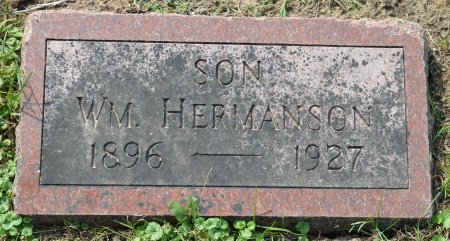 SON
WM. HERMANSON
1896 — 1927